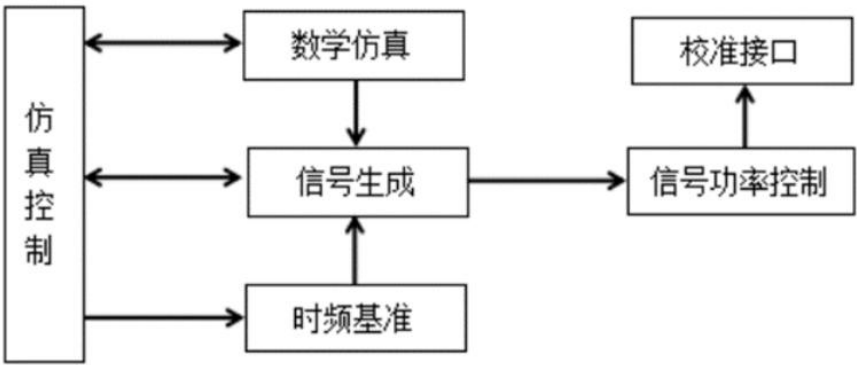 仿真控制
数学仿真
校准接口
信号生成
信号功率控制
时频基准